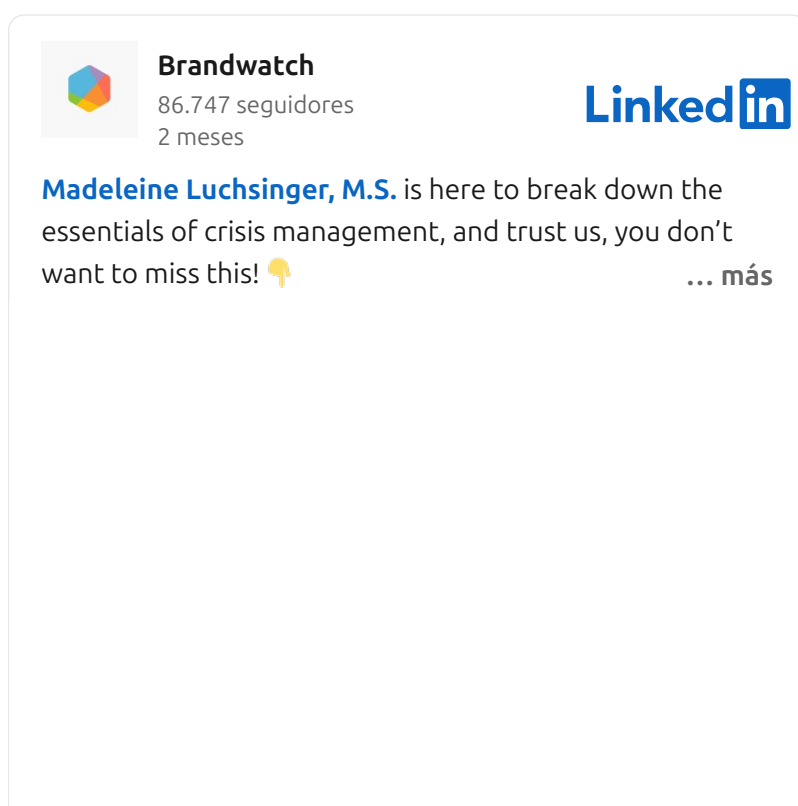 Brandwatch
86.747 seguidores
2 meses
Linkedin
Madeleine Luchsinger, M.S. is here to break down the
essentials of crisis management, and trust us, you don’t
want to miss this! 👇
... más